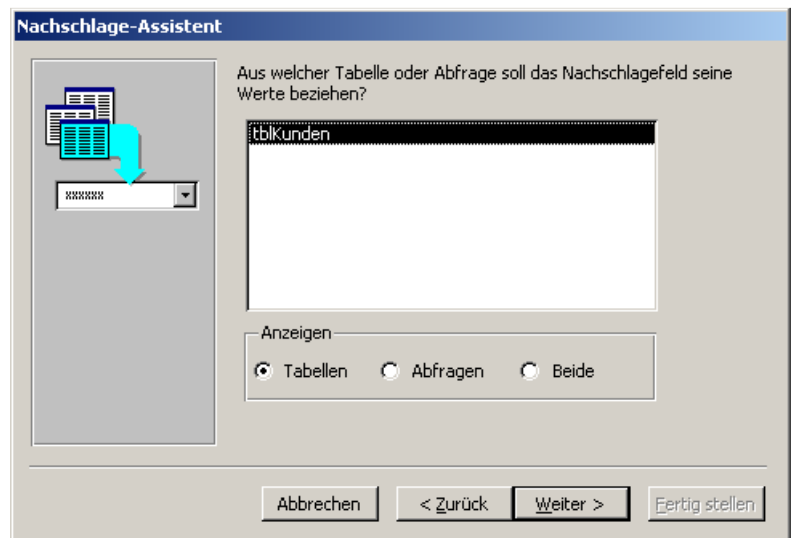 Nachschlage-Assistent
Aus welcher Tabelle oder Abfrage soll das Nachschlagefeld seine
Werte beziehen?
tblKunden
xxxxxx
Anzeigen
Tabellen Abfragen Beide
Abbrechen < Zurück Weiter > Fertig stellen